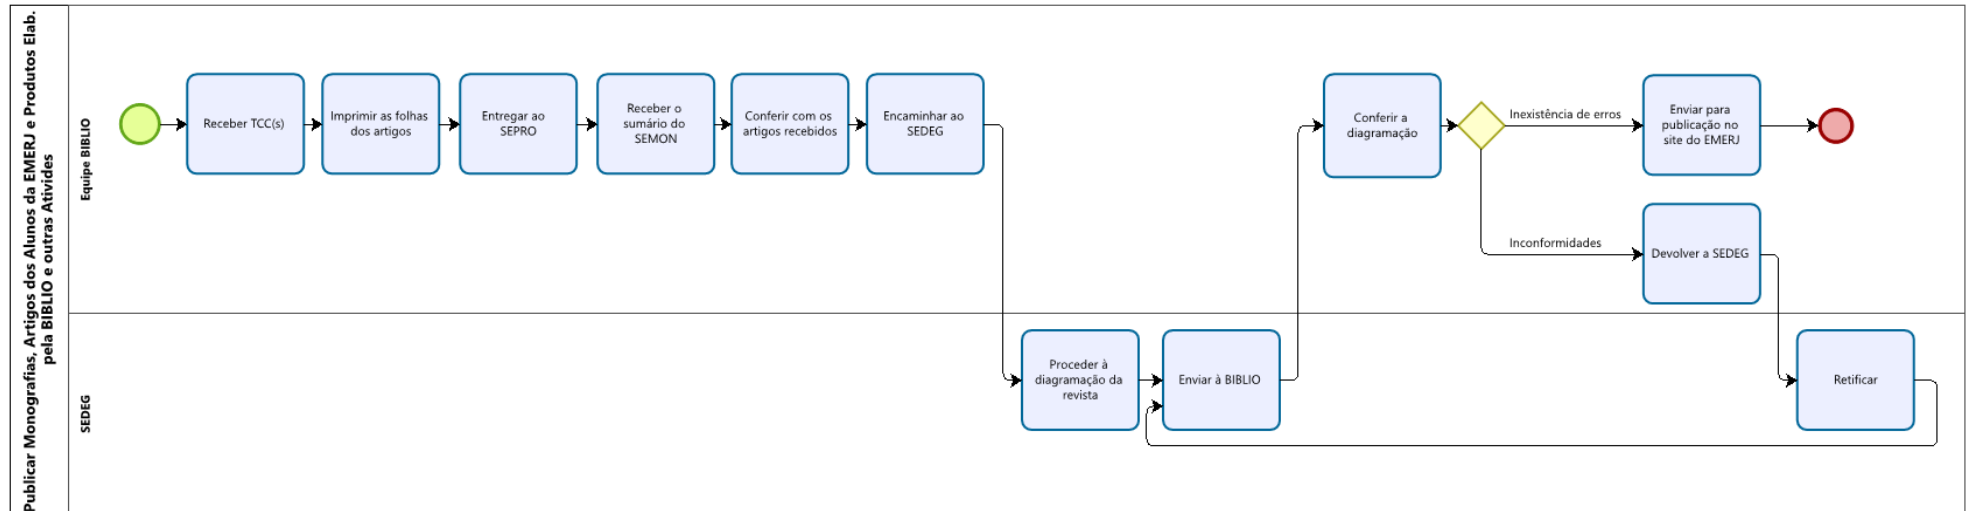 Publicar Monografias, Artigos dos Alunos da EMERJ e Produtos Elab.
pela BIBLIO e outras Ativides
Equipe BIBLIO
Receber TCC(s)
Imprimir as folhas
dos artigos
Entregar ao
SEPRO
Receber o
sumário do
SEMON
Conferir com os
artigos recebidos
Encaminhar ao
SEDEG
Conferir a
diagramação
Inexistência de erros
Enviar para
publicação no
site do EMERJ
Inconformidades
Devolver a SEDEG
SEDEG
Proceder à
diagramação da
revista
Enviar à BIBLIO
Retificar